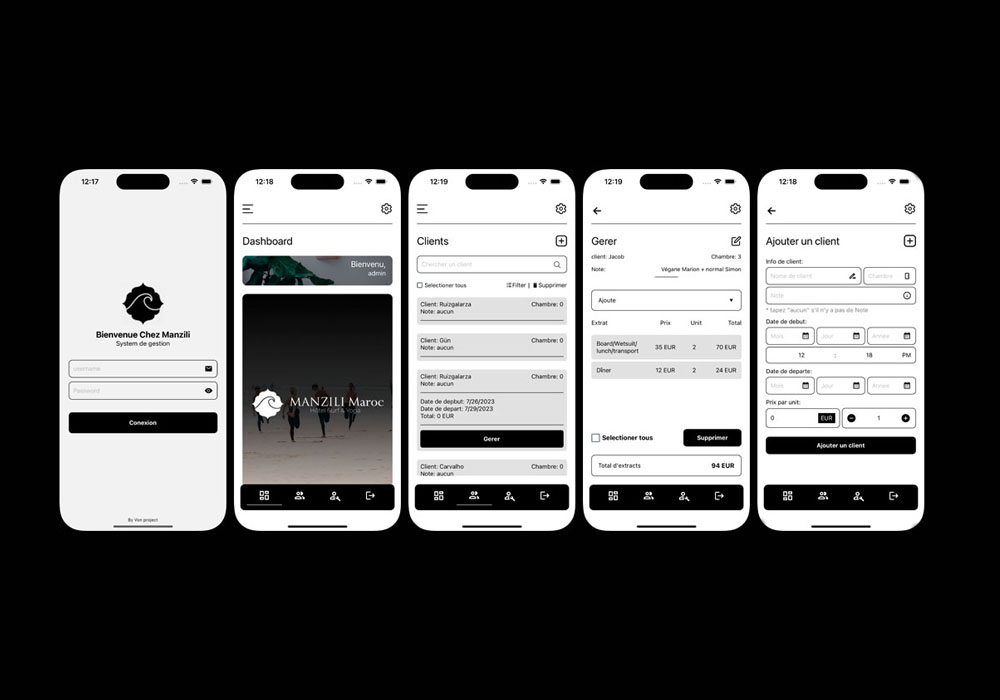 12:17
Bienvenue Chez Manzili
System de gestion
username
Password
Conexion
By Vsn project
12:18
Dashboard
Bienvenu,
admin
MANZILI Maroc
Hôtel Surf & Yoga
12:19
Clients
Chercher un client
Selectioner tous Filter | Supprimer
Client: Ruizgalarza Chambre: 0
Note: aucun
Client: Gün Chambre: 0
Note: aucun
Client: Ruizgalarza Chambre: 0
Note: aucun
Date de depbut: 7/26/2023
Date de depart: 7/29/2023
Total: 0 EUR
Gerer
Client: Carvalho Chambre: 0
Note: aucun
12:19
Gerer
client: Jacob Chambre: 3
Note: Végane Marion + normal Simon
Ajoute
Extrat Prix Unit Total
Board/Wetsuit/
lunch/transport 35 EUR 2 70 EUR
Dîner 12 EUR 2 24 EUR
Selectioner tous Supprimer
Total d'extracts 94 EUR
12:18
Ajouter un client
Info de client:
Nome de client Chambre
Note
* tapez "aucun" s'il n'y a pas de Note
Date de debut:
Mois Jour Annee
12 : 18 PM
Date de departe:
Mois Jour Annee
Prix par unit:
0 EUR 1
Ajouter un client